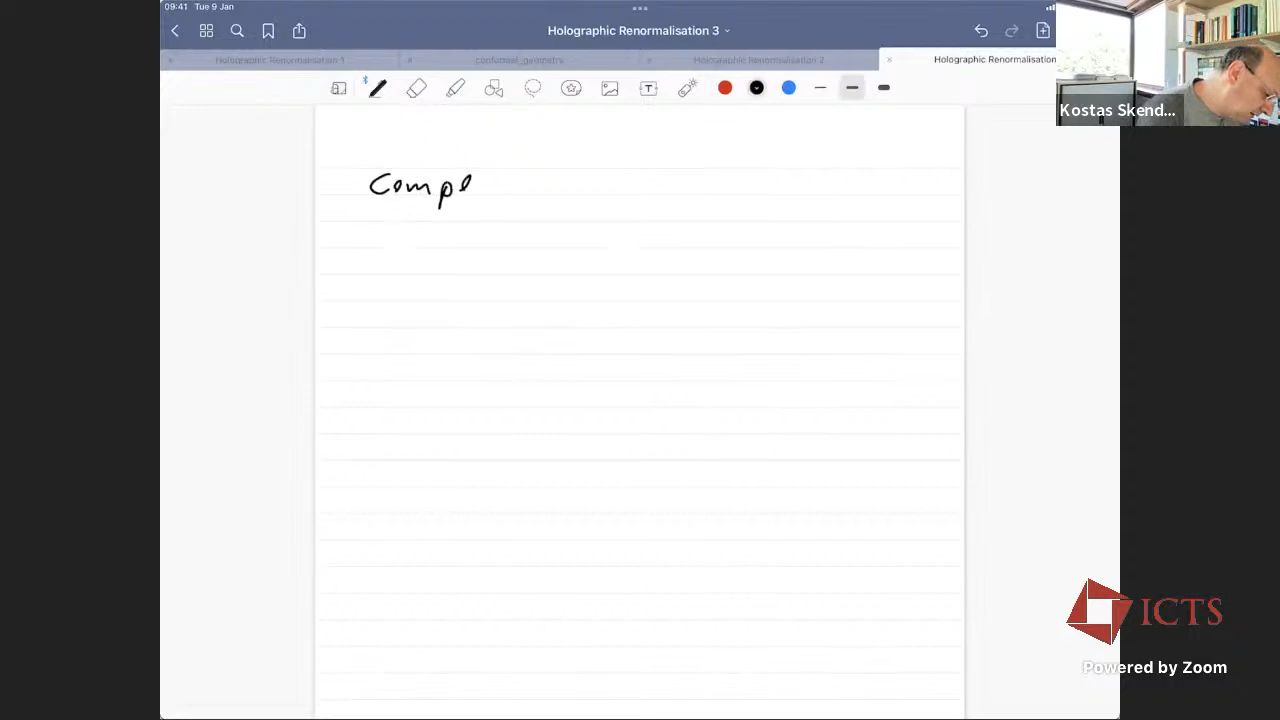 09:41 Tue 9 Jan
Holographic Renormalisation 3
Holographic Renormalisation 1
conformal_geometry
Holographic Renormalisation 2
Holographic Renormalisation
T
Kostas Skend...
Compl
ICTS
Powered by Zoom